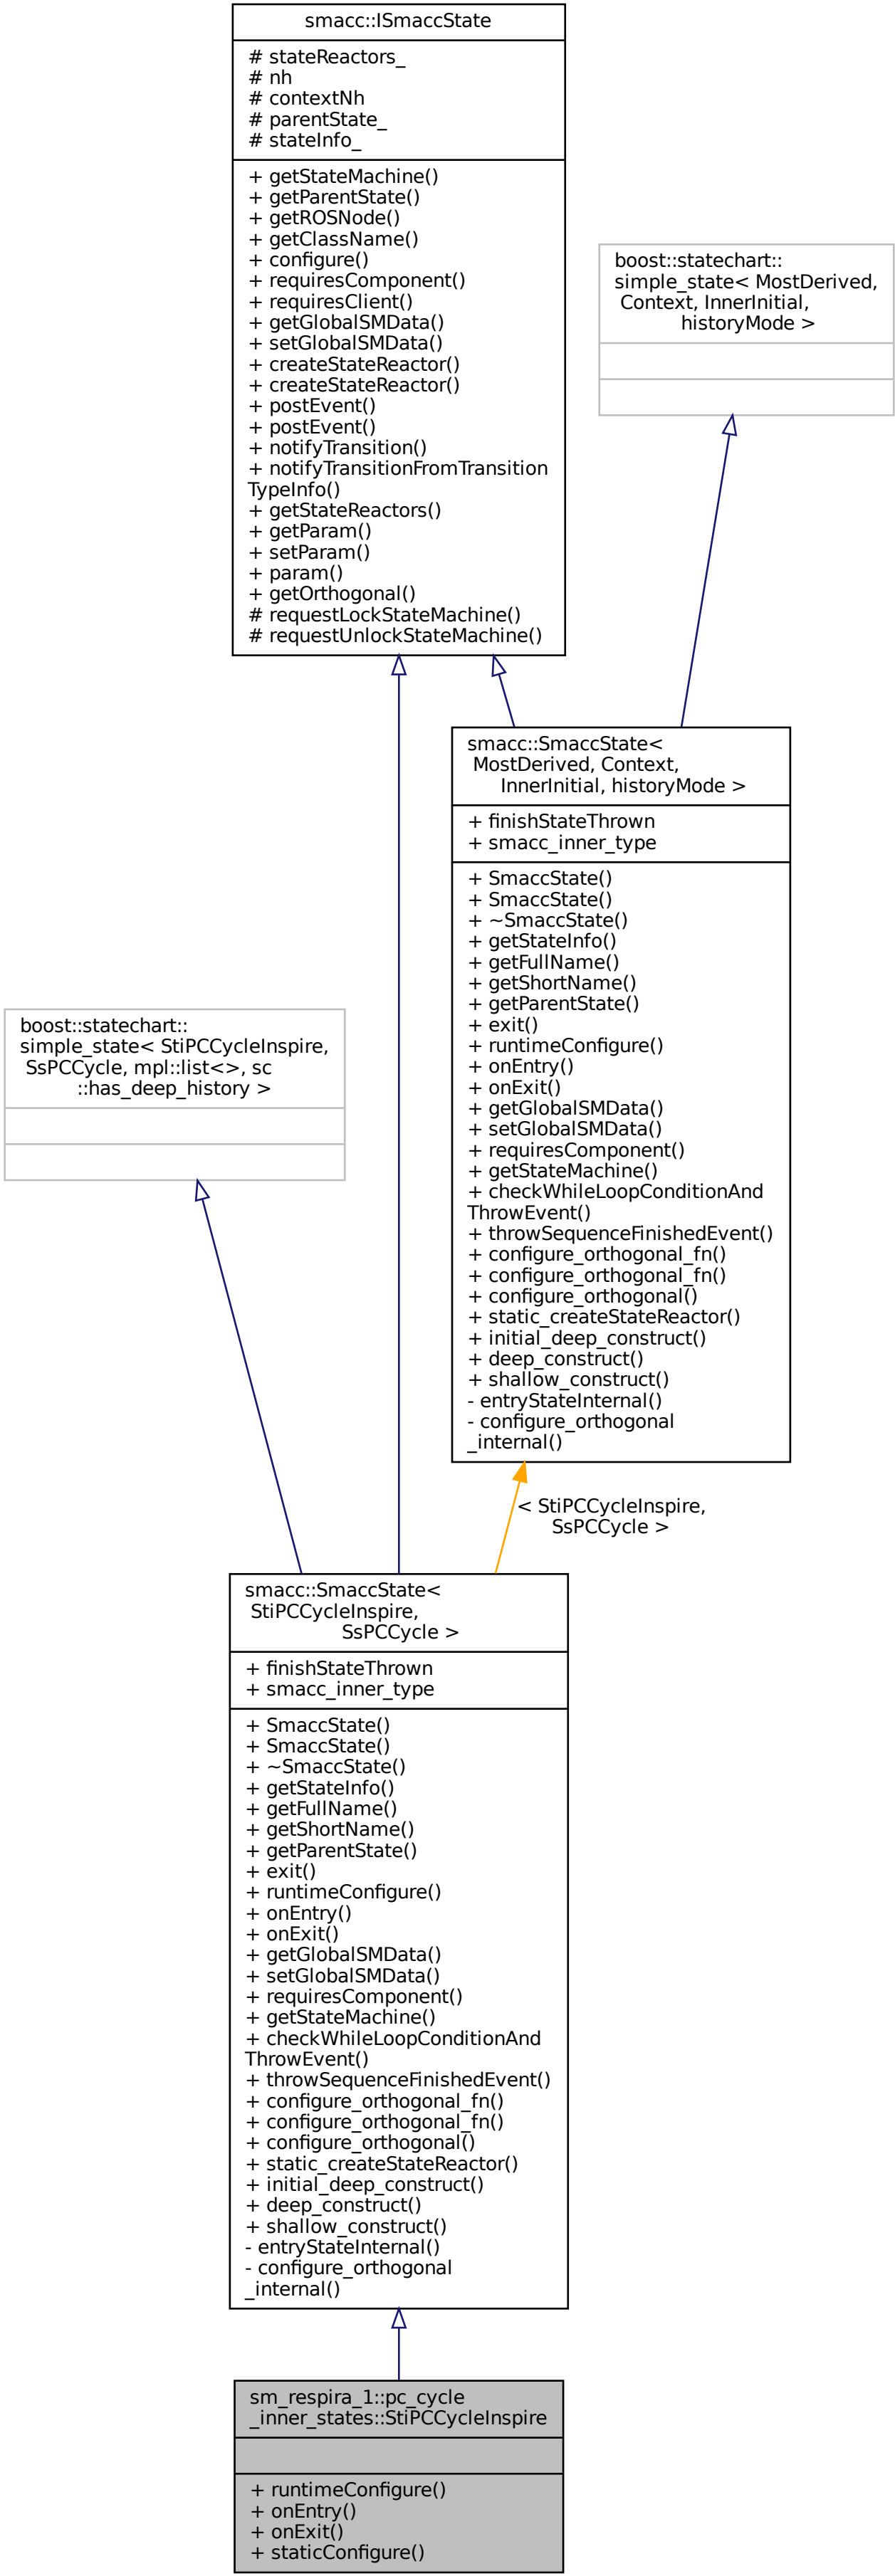 smacc::ISmaccState
# stateReactors_
# nh
# contextNh
# parentState_
# stateInfo_
+ getStateMachine()
+ getParentState()
+ getROSNode()
+ getClassName()
+ configure()
+ requiresComponent()
+ requiresClient()
+ getGlobalSMData()
+ setGlobalSMData()
+ createStateReactor()
+ createStateReactor()
+ postEvent()
+ postEvent()
+ notifyTransition()
+ notifyTransitionFromTransition
TypeInfo()
+ getStateReactors()
+ getParam()
+ setParam()
+ param()
+ getOrthogonal()
# requestLockStateMachine()
# requestUnlockStateMachine()
boost::statechart::
simple_state< MostDerived,
Context, InnerInitial,
historyMode >
smacc::SmaccState<
MostDerived, Context,
InnerInitial, historyMode >
+ finishStateThrown
+ smacc_inner_type
+ SmaccState()
+ SmaccState()
+ ~SmaccState()
+ getStateInfo()
+ getFullName()
+ getShortName()
+ getParentState()
+ exit()
+ runtimeConfigure()
+ onEntry()
+ onExit()
+ getGlobalSMData()
+ setGlobalSMData()
+ requiresComponent()
+ getStateMachine()
+ checkWhileLoopConditionAnd
ThrowEvent()
+ throwSequenceFinishedEvent()
+ configure_orthogonal_fn()
+ configure_orthogonal_fn()
+ configure_orthogonal()
+ static_createStateReactor()
+ initial_deep_construct()
+ deep_construct()
+ shallow_construct()
- entryStateInternal()
- configure_orthogonal
_internal()
boost::statechart::
simple_state< StiPCCycleInspire,
SsPCCycle, mpl::list<>, sc
::has_deep_history >
< StiPCCycleInspire,
SsPCCycle >
smacc::SmaccState<
StiPCCycleInspire,
SsPCCycle >
+ finishStateThrown
+ smacc_inner_type
+ SmaccState()
+ SmaccState()
+ ~SmaccState()
+ getStateInfo()
+ getFullName()
+ getShortName()
+ getParentState()
+ exit()
+ runtimeConfigure()
+ onEntry()
+ onExit()
+ getGlobalSMData()
+ setGlobalSMData()
+ requiresComponent()
+ getStateMachine()
+ checkWhileLoopConditionAnd
ThrowEvent()
+ throwSequenceFinishedEvent()
+ configure_orthogonal_fn()
+ configure_orthogonal_fn()
+ configure_orthogonal()
+ static_createStateReactor()
+ initial_deep_construct()
+ deep_construct()
+ shallow_construct()
- entryStateInternal()
- configure_orthogonal
_internal()
sm_respira_1::pc_cycle
_inner_states::StiPCCycleInspire
+ runtimeConfigure()
+ onEntry()
+ onExit()
+ staticConfigure()